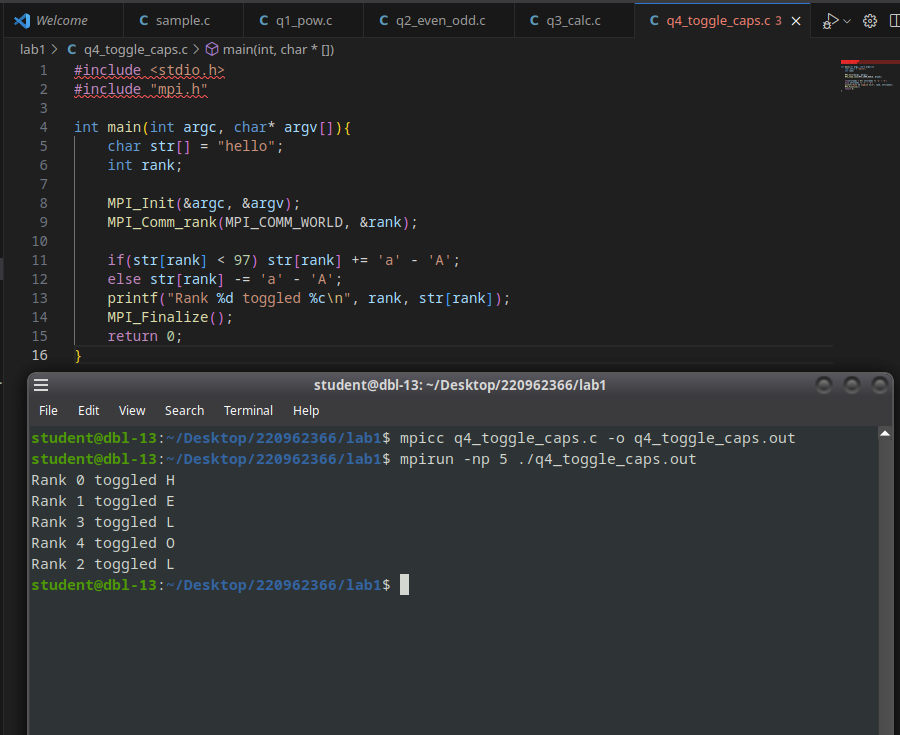 Welcome C sample.c C q1_pow.c C q2_even_odd.c C q3_calc.c C q4_toggle_caps.c 3
lab1 > C q4_toggle_caps.c > main(int, char * [])
1 #include <stdio.h>
2 #include "mpi.h"
3
4 int main(int argc, char* argv[]){
5     char str[] = "hello";
6     int rank;
7
8     MPI_Init(&argc, &argv);
9     MPI_Comm_rank(MPI_COMM_WORLD, &rank);
10
11     if(str[rank] < 97) str[rank] += 'a' - 'A';
12     else str[rank] -= 'a' - 'A';
13     printf("Rank %d toggled %c\n", rank, str[rank]);
14     MPI_Finalize();
15     return 0;
16 }
student@dbl-13: ~/Desktop/220962366/lab1
File Edit View Search Terminal Help
student@dbl-13:~/Desktop/220962366/lab1$ mpicc q4_toggle_caps.c -o q4_toggle_caps.out
student@dbl-13:~/Desktop/220962366/lab1$ mpirun -np 5 ./q4_toggle_caps.out
Rank 0 toggled H
Rank 1 toggled E
Rank 3 toggled L
Rank 4 toggled O
Rank 2 toggled L
student@dbl-13:~/Desktop/220962366/lab1$